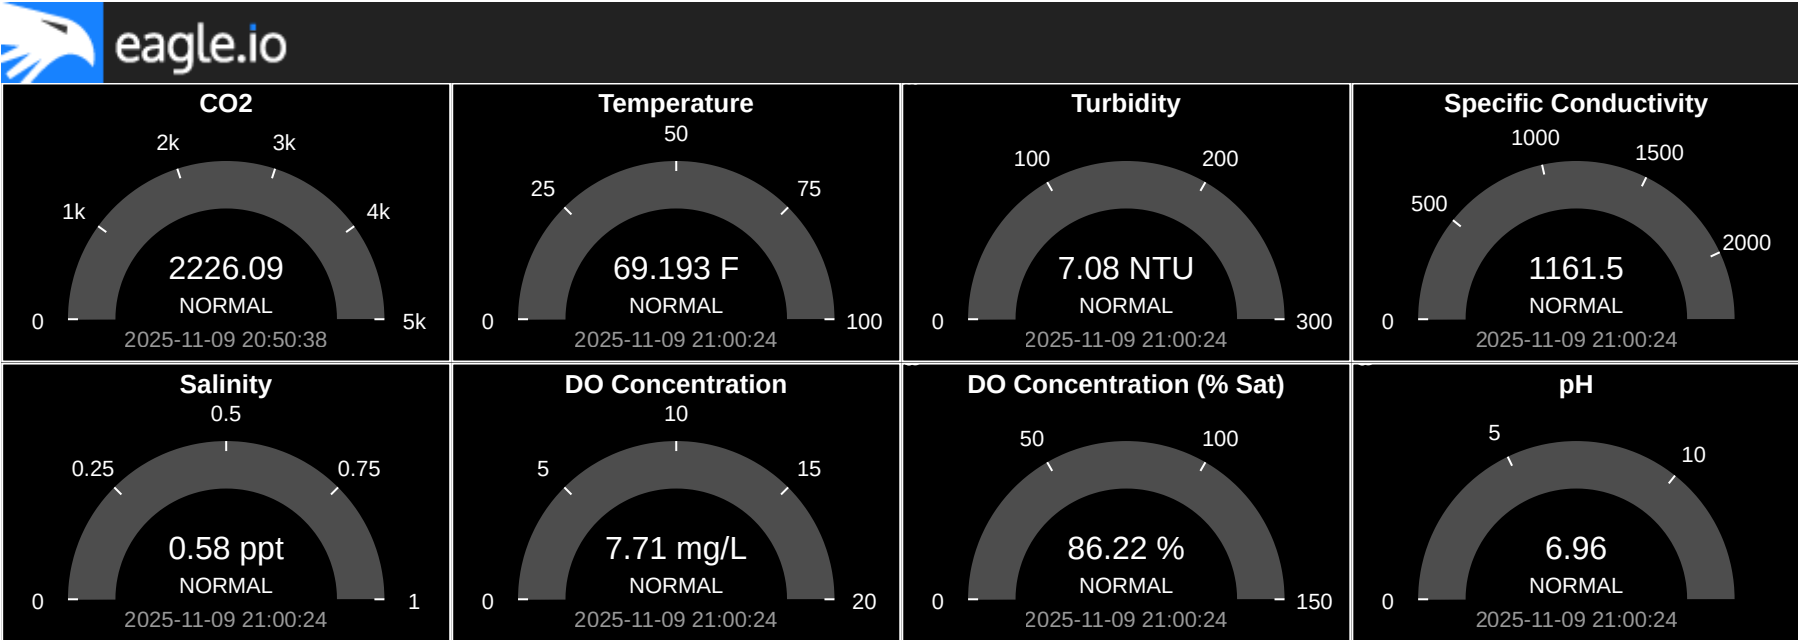 eagle.io
CO2
2k
3k
1k
4k
2226.09
NORMAL
0
5k
2025-11-09 20:50:38
Temperature
50
25
75
69.193 F
NORMAL
0
100
2025-11-09 21:00:24
Turbidity
100
200
7.08 NTU
NORMAL
0
300
2025-11-09 21:00:24
Specific Conductivity
1000
1500
500
2000
1161.5
NORMAL
0
2025-11-09 21:00:24
Salinity
0.5
0.25
0.75
0.58 ppt
NORMAL
0
1
2025-11-09 21:00:24
DO Concentration
10
5
15
7.71 mg/L
NORMAL
0
20
2025-11-09 21:00:24
DO Concentration (% Sat)
50
100
86.22 %
NORMAL
0
150
2025-11-09 21:00:24
pH
5
10
6.96
NORMAL
0
2025-11-09 21:00:24